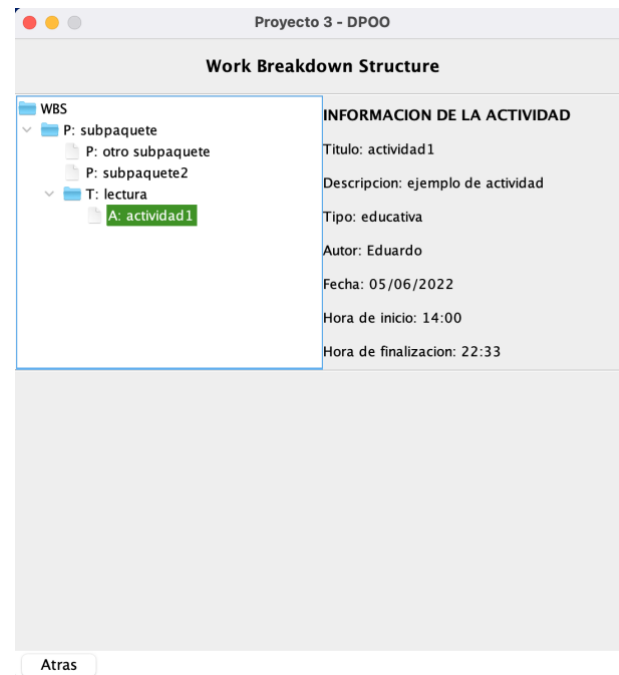 Proyecto 3 - DPOO
Work Breakdown Structure
WBS
P: subpaquete
P: otro subpaquete
P: subpaquete2
T: lectura
A: actividad1
INFORMACION DE LA ACTIVIDAD
Titulo: actividad1
Descripcion: ejemplo de actividad
Tipo: educativa
Autor: Eduardo
Fecha: 05/06/2022
Hora de inicio: 14:00
Hora de finalizacion: 22:33
Atras